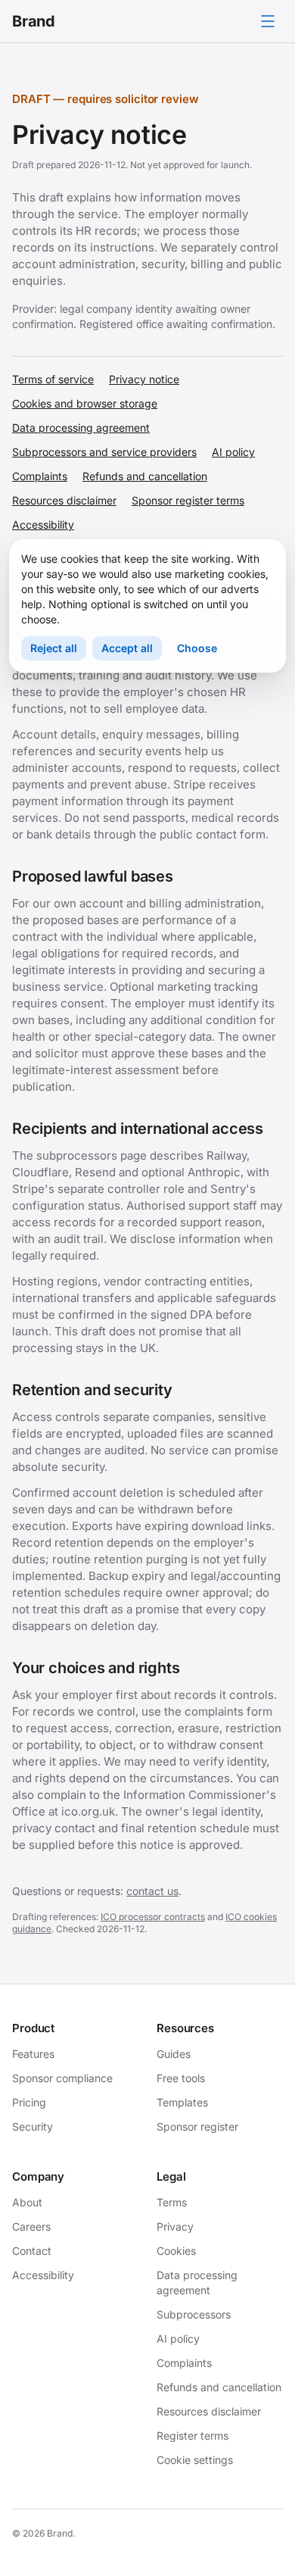 Brand
DRAFT — requires solicitor review
Privacy notice
Draft prepared 2026-11-12. Not yet approved for launch.
This draft explains how information moves
through the service. The employer normally
controls its HR records; we process those
records on its instructions. We separately control
account administration, security, billing and public
enquiries.
Provider: legal company identity awaiting owner
confirmation. Registered office awaiting confirmation.
Terms of service Privacy notice
Cookies and browser storage
Data processing agreement
Subprocessors and service providers AI policy
Complaints Refunds and cancellation
Resources disclaimer Sponsor register terms
Accessibility
We use cookies that keep the site working. With
your say-so we would also use marketing cookies,
on this website only, to see which of our adverts
help. Nothing optional is switched on until you
choose.
Reject all Accept all Choose
documents, training and audit history. We use
these to provide the employer's chosen HR
functions, not to sell employee data.
Account details, enquiry messages, billing
references and security events help us
administer accounts, respond to requests, collect
payments and prevent abuse. Stripe receives
payment information through its payment
services. Do not send passports, medical records
or bank details through the public contact form.
Proposed lawful bases
For our own account and billing administration,
the proposed bases are performance of a
contract with the individual where applicable,
legal obligations for required records, and
legitimate interests in providing and securing a
business service. Optional marketing tracking
requires consent. The employer must identify its
own bases, including any additional condition for
health or other special-category data. The owner
and solicitor must approve these bases and the
legitimate-interest assessment before
publication.
Recipients and international access
The subprocessors page describes Railway,
Cloudflare, Resend and optional Anthropic, with
Stripe's separate controller role and Sentry's
configuration status. Authorised support staff may
access records for a recorded support reason,
with an audit trail. We disclose information when
legally required.
Hosting regions, vendor contracting entities,
international transfers and applicable safeguards
must be confirmed in the signed DPA before
launch. This draft does not promise that all
processing stays in the UK.
Retention and security
Access controls separate companies, sensitive
fields are encrypted, uploaded files are scanned
and changes are audited. No service can promise
absolute security.
Confirmed account deletion is scheduled after
seven days and can be withdrawn before
execution. Exports have expiring download links.
Record retention depends on the employer's
duties; routine retention purging is not yet fully
implemented. Backup expiry and legal/accounting
retention schedules require owner approval; do
not treat this draft as a promise that every copy
disappears on deletion day.
Your choices and rights
Ask your employer first about records it controls.
For records we control, use the complaints form
to request access, correction, erasure, restriction
or portability, to object, or to withdraw consent
where it applies. We may need to verify identity,
and rights depend on the circumstances. You can
also complain to the Information Commissioner's
Office at ico.org.uk. The owner's legal identity,
privacy contact and final retention schedule must
be supplied before this notice is approved.
Questions or requests: contact us.
Drafting references: ICO processor contracts and ICO cookies
guidance. Checked 2026-11-12.
Product
Features
Sponsor compliance
Pricing
Security
Resources
Guides
Free tools
Templates
Sponsor register
Company
About
Careers
Contact
Accessibility
Legal
Terms
Privacy
Cookies
Data processing
agreement
Subprocessors
AI policy
Complaints
Refunds and cancellation
Resources disclaimer
Register terms
Cookie settings
© 2026 Brand.